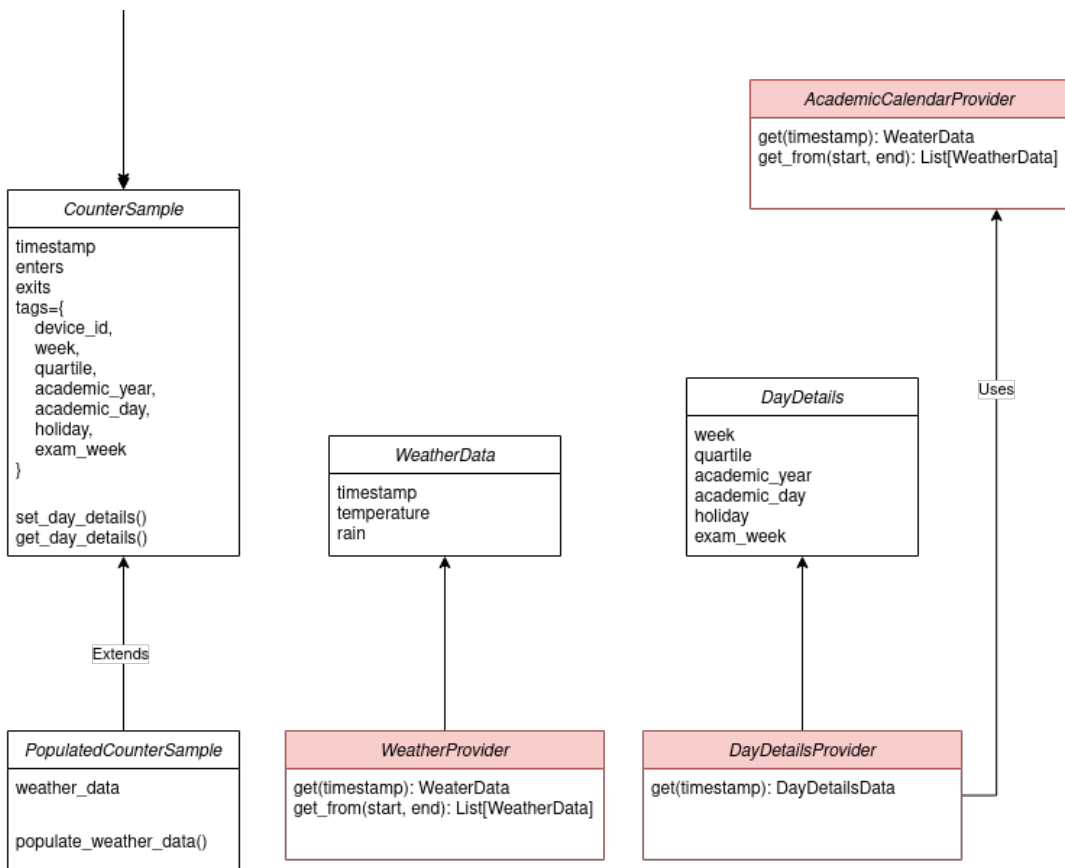 AcademicCalendarProvider
get(timestamp): WeaterData
get_from(start, end): List[WeatherData]
CounterSample
timestamp
enters
exits
tags={
device_id,
week,
quartile,
academic_year,
academic_day,
holiday,
exam_week
}
set_day_details()
get_day_details()
WeatherData
timestamp
temperature
rain
DayDetails
week
quartile
academic_year
academic_day
holiday
exam_week
Uses
Extends
PopulatedCounterSample
weather_data
populate_weather_data()
WeatherProvider
get(timestamp): WeaterData
get_from(start, end): List[WeatherData]
DayDetailsProvider
get(timestamp): DayDetailsData